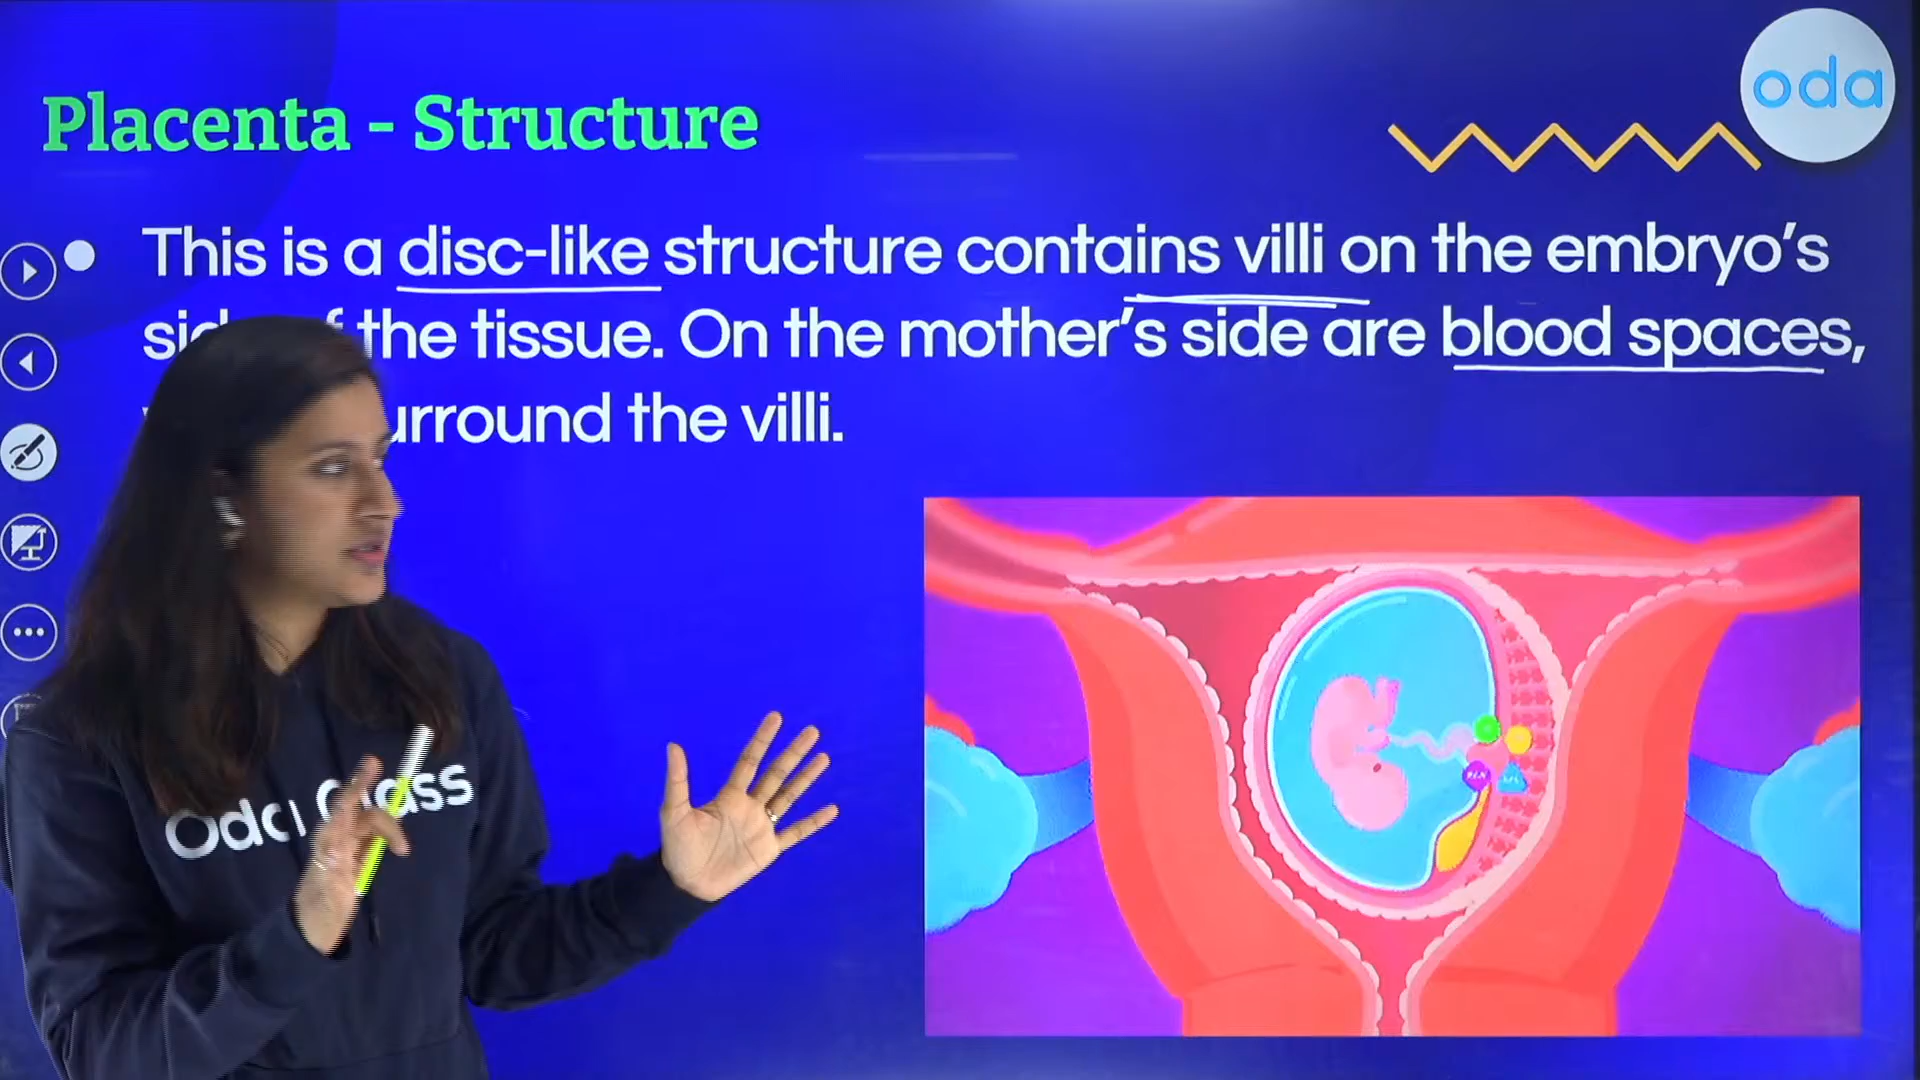 oda
Placenta - Structure
This is a disc-like structure contains villi on the embryo's
the tissue. On the mother's side are blood spaces,
the villi.
Oda Class